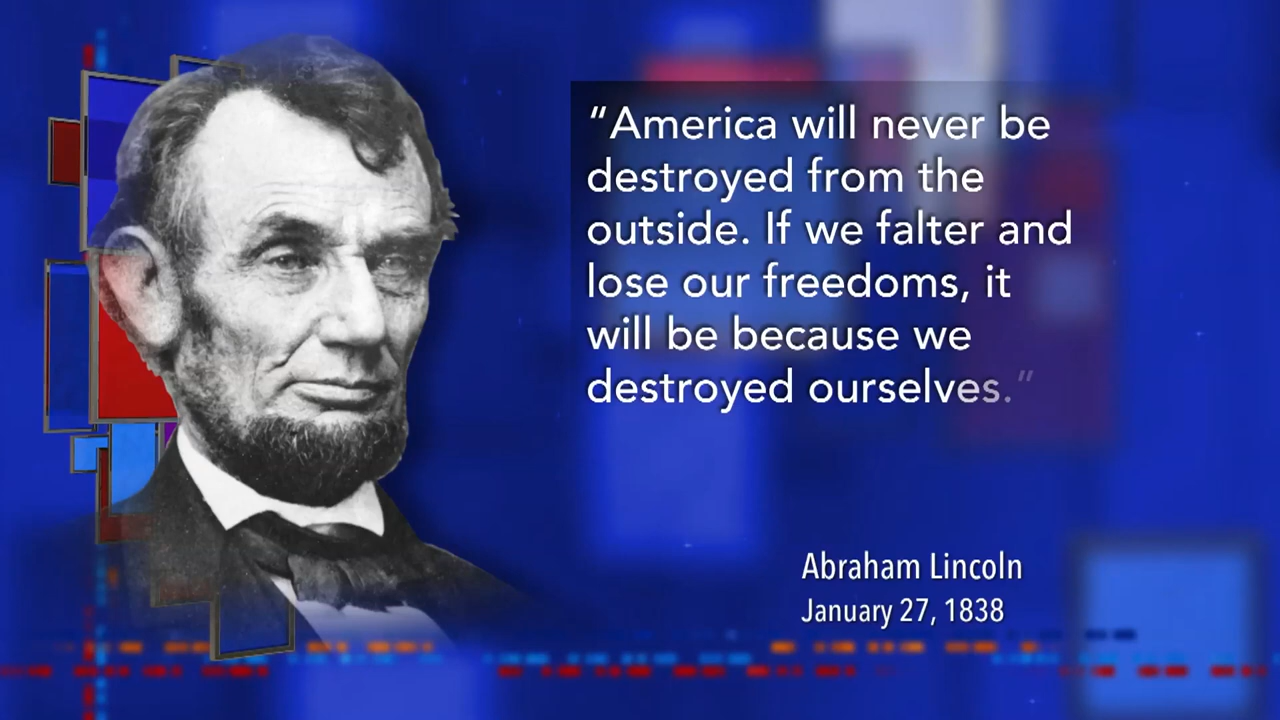 “America will never be
destroyed from the
outside. If we falter and
lose our freedoms, it
will be because we
destroyed ourselves.”
Abraham Lincoln
January 27, 1838